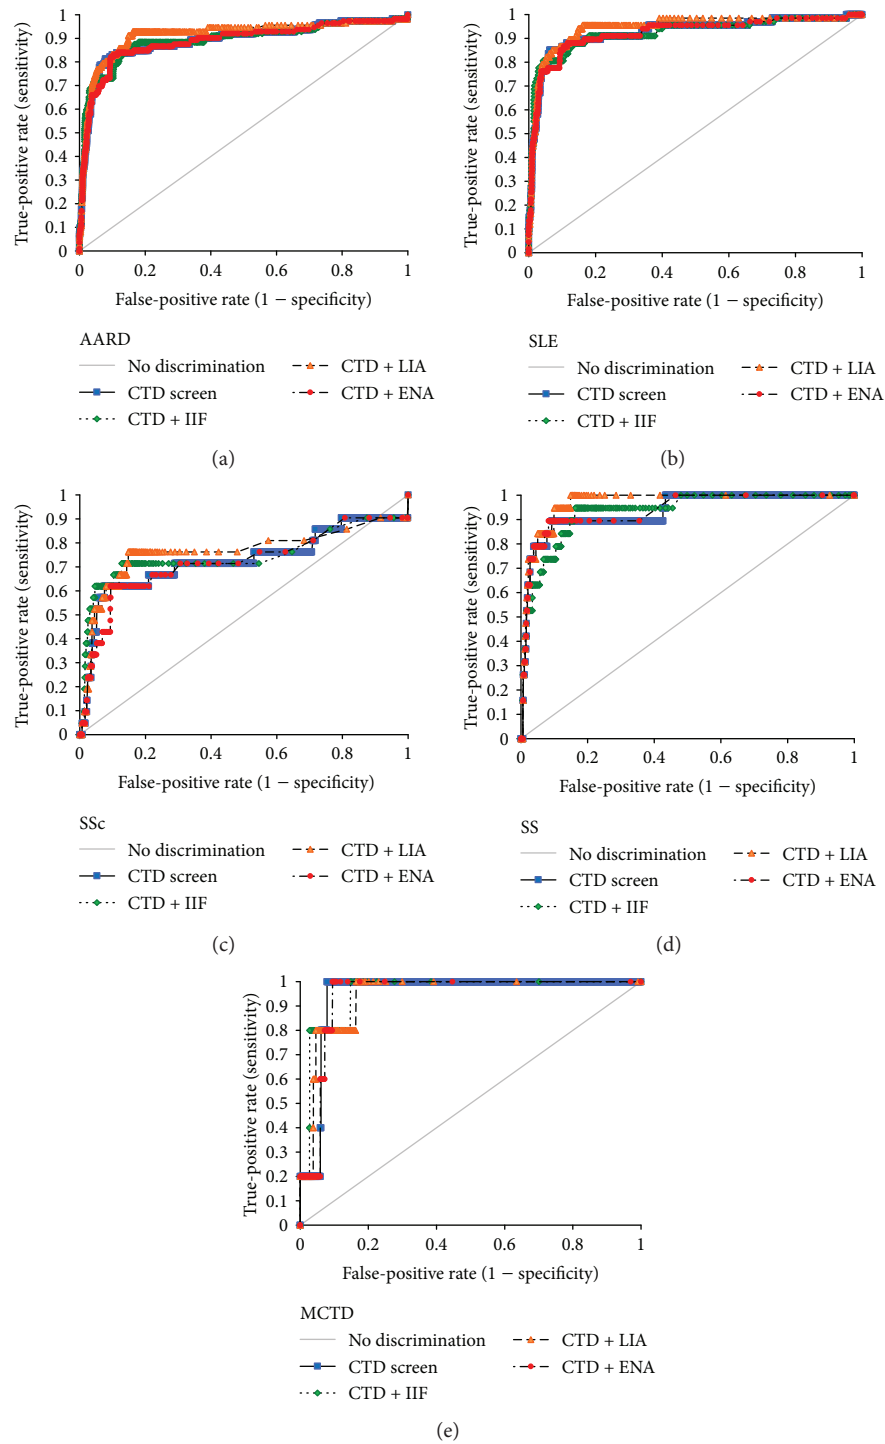 1
0.9
0.8
0.7
0.6
0.5
0.4
0.3
0.2
0.1
0
True-positive rate (sensitivity)
0 0.2 0.4 0.6 0.8 1
False-positive rate (1 − specificity)
AARD
No discrimination
CTD screen
CTD + IIF
CTD + LIA
CTD + ENA
(a)
1
0.9
0.8
0.7
0.6
0.5
0.4
0.3
0.2
0.1
0
True-positive rate (sensitivity)
0 0.2 0.4 0.6 0.8 1
False-positive rate (1 − specificity)
SLE
No discrimination
CTD screen
CTD + IIF
CTD + LIA
CTD + ENA
(b)
1
0.9
0.8
0.7
0.6
0.5
0.4
0.3
0.2
0.1
0
True-positive rate (sensitivity)
0 0.2 0.4 0.6 0.8 1
False-positive rate (1 − specificity)
SSc
No discrimination
CTD screen
CTD + IIF
CTD + LIA
CTD + ENA
(c)
1
0.9
0.8
0.7
0.6
0.5
0.4
0.3
0.2
0.1
0
True-positive rate (sensitivity)
0 0.2 0.4 0.6 0.8 1
False-positive rate (1 − specificity)
SS
No discrimination
CTD screen
CTD + IIF
CTD + LIA
CTD + ENA
(d)
1
0.9
0.8
0.7
0.6
0.5
0.4
0.3
0.2
0.1
0
True-positive rate (sensitivity)
0 0.2 0.4 0.6 0.8 1
False-positive rate (1 − specificity)
MCTD
No discrimination
CTD screen
CTD + IIF
CTD + LIA
CTD + ENA
(e)